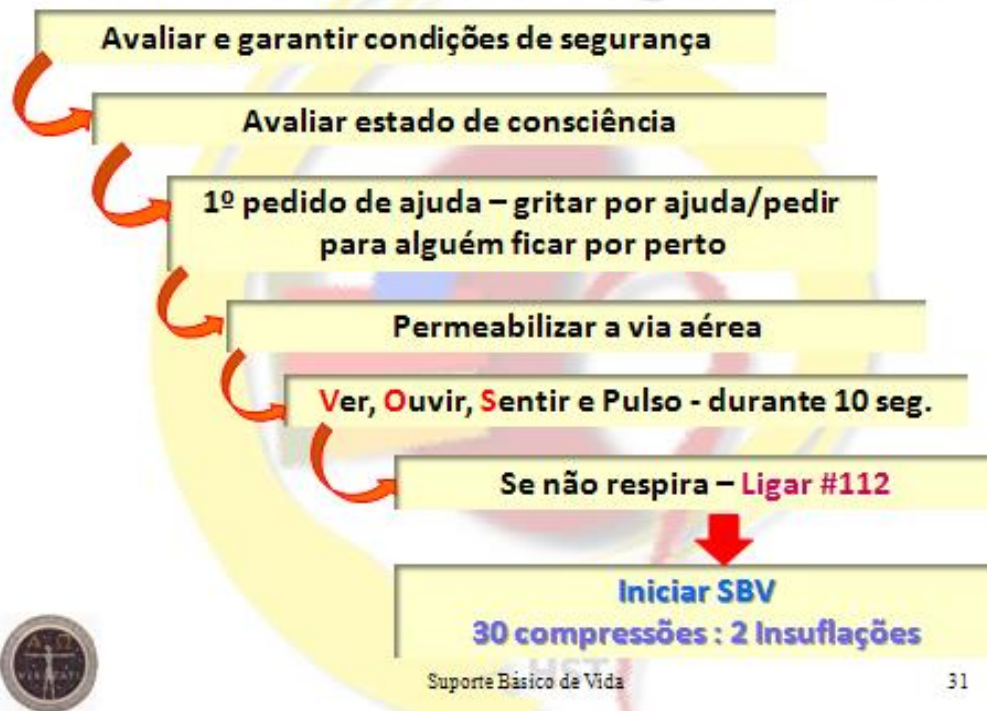 Avaliar e garantir condições de segurança
Avaliar estado de consciência
1º pedido de ajuda – gritar por ajuda/pedir
para alguém ficar por perto
Permeabilizar a via aérea
Ver, Ouvir, Sentir e Pulso - durante 10 seg.
Se não respira – Ligar #112
Iniciar SBV
30 compressões : 2 Insuflações
Suporte Básico de Vida
31